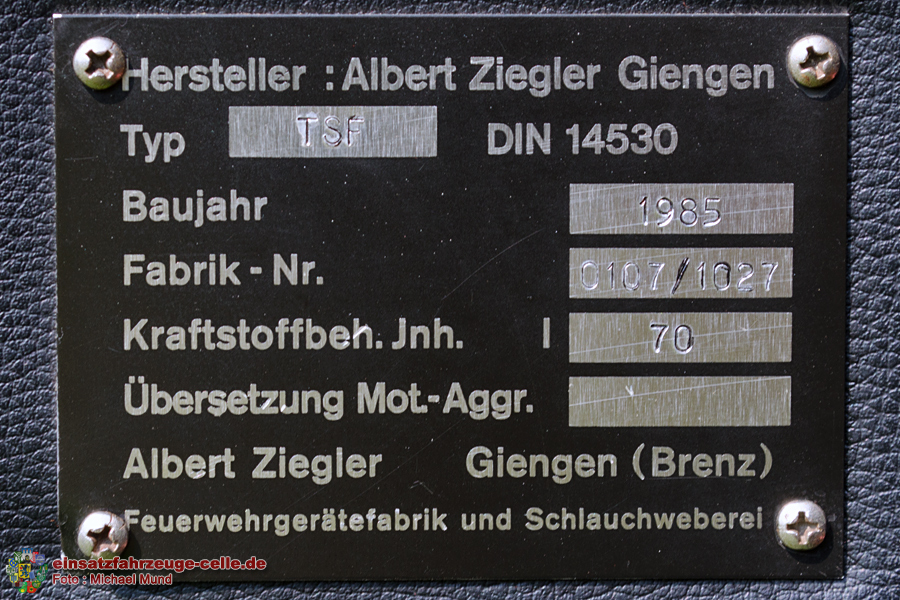 Hersteller : Albert Ziegler Giengen
Typ TSF DIN 14530
Baujahr 1985
Fabrik - Nr. 0107/1027
Kraftstoffbeh. Jnh. l 70
Übersetzung Mot.-Aggr.
Albert Ziegler Giengen (Brenz)
Feuerwehrgerätefabrik und Schlauchweberei
einsatzfahrzeuge-celle.de
Foto : Michael Mund